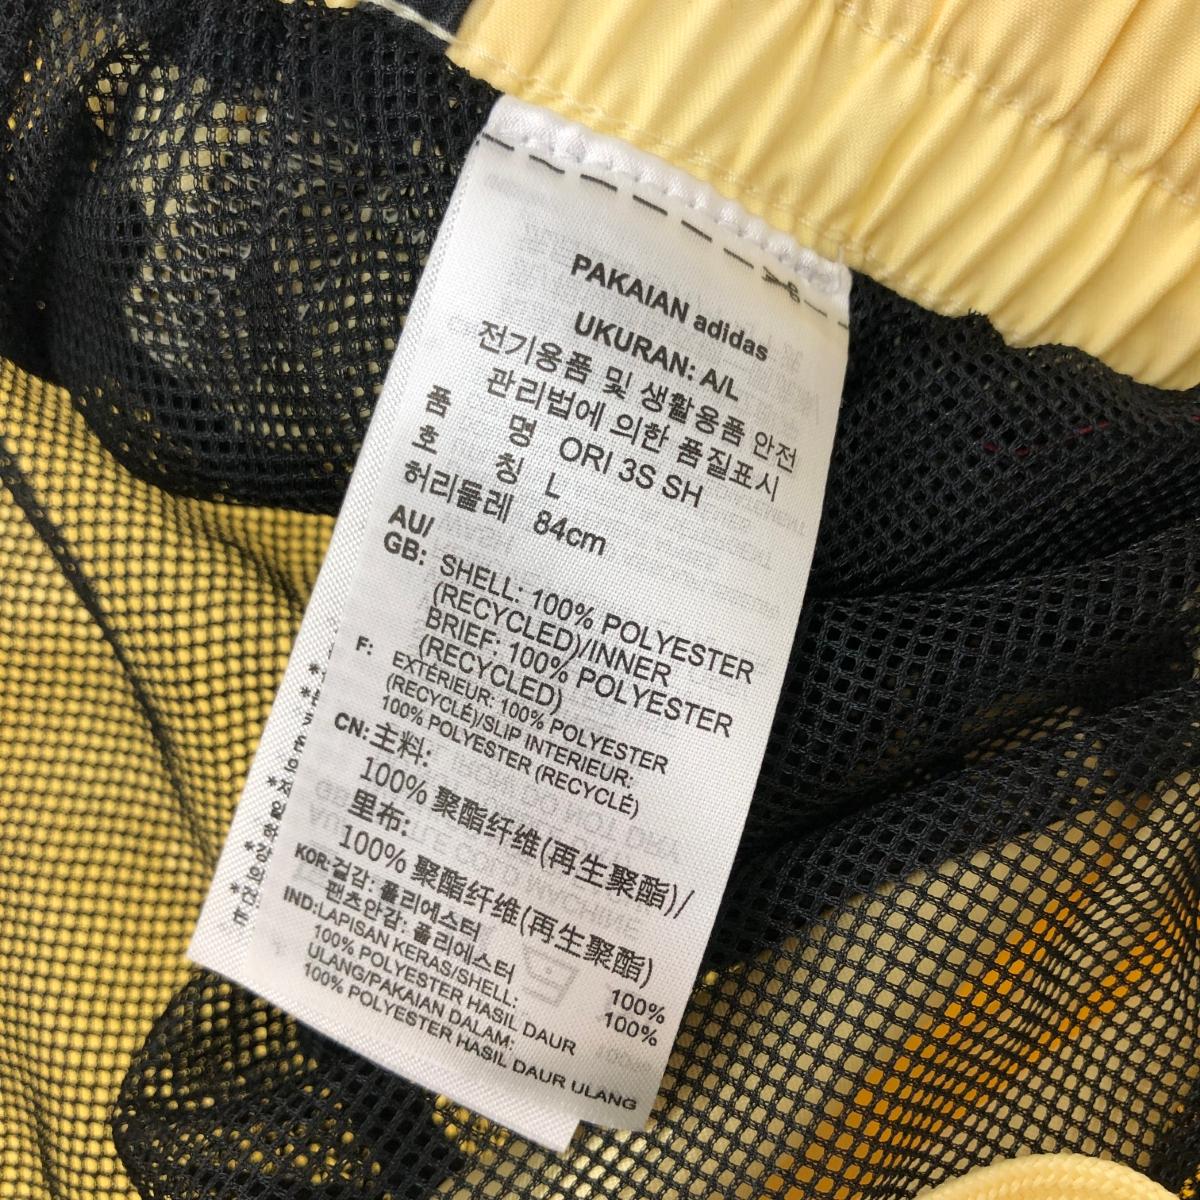 PAKAIAN adidas
UKURAN: A/L
전기용품 및 생활용품 안전
관리법에 의한 품질표시
품 명 ORI 3S SH
호 칭 L
허리둘레 84cm
AU/
GB: SHELL: 100% POLYESTER
(RECYCLED)/INNER
BRIEF: 100% POLYESTER
(RECYCLED)
F: EXTÉRIEUR: 100% POLYESTER
(RECYCLÉ)/SLIP INTERIEUR:
100% POLYESTER (RECYCLÉ)
CN: 主料:
100% 聚酯纤维(再生聚酯)/
里布:
100% 聚酯纤维(再生聚酯)
KOR: 겉감: 폴리에스터 100%
팬츠안감: 폴리에스터 100%
IND: LAPISAN KERAS/SHELL:
100% POLYESTER HASIL DAUR
ULANG/PAKAIAN DALAM:
100% POLYESTER HASIL DAUR ULANG